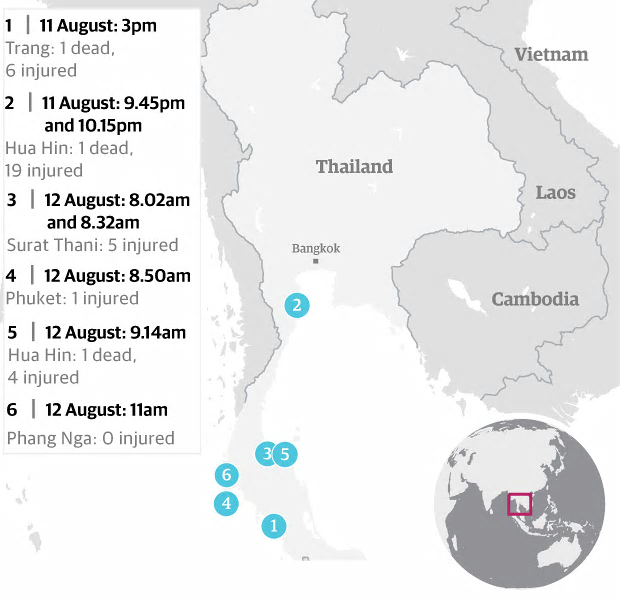 1 | 11 August: 3pm
Trang: 1 dead,
6 injured
2 | 11 August: 9.45pm
and 10.15pm
Hua Hin: 1 dead,
19 injured
3 | 12 August: 8.02am
and 8.32am
Surat Thani: 5 injured
4 | 12 August: 8.50am
Phuket: 1 injured
5 | 12 August: 9.14am
Hua Hin: 1 dead,
4 injured
6 | 12 August: 11am
Phang Nga: 0 injured
Vietnam
Thailand
Laos
Bangkok
Cambodia
2
3 5
6
4
1